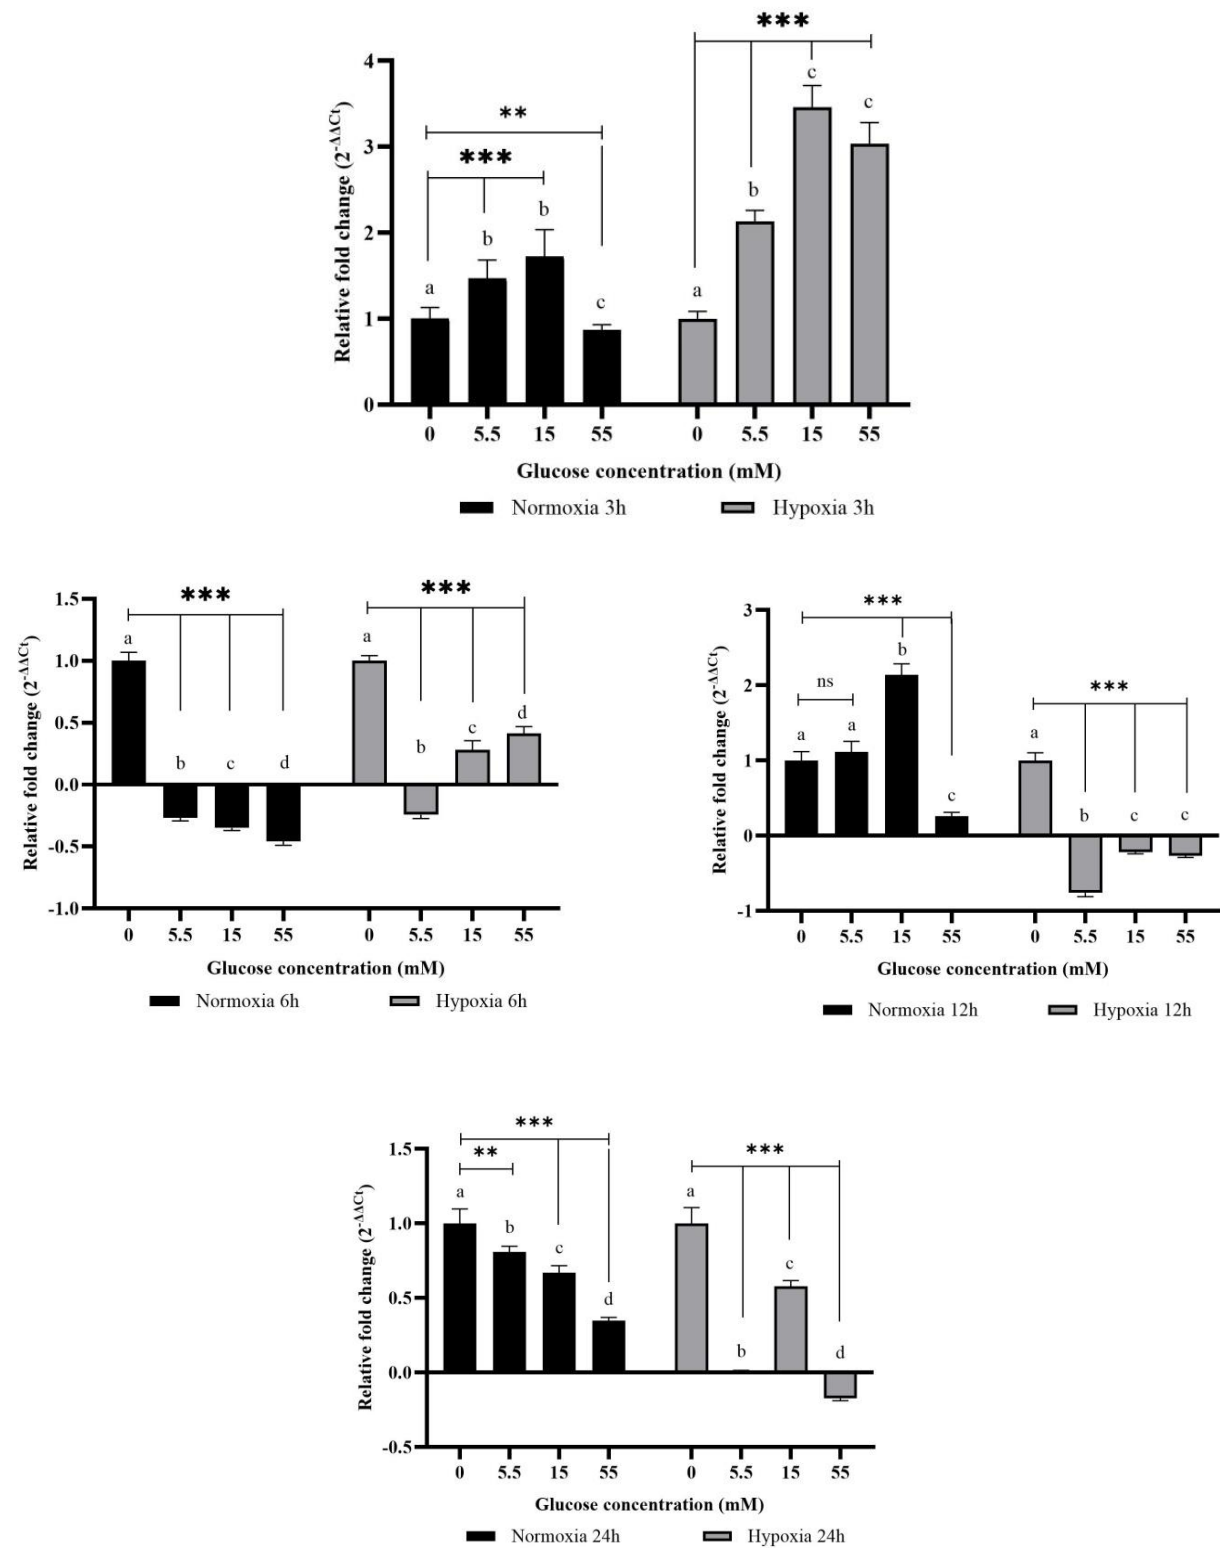 ***
4
**
c
c
3
***
b
b
2
b
a
a
c
1
0
0 5.5 15 55 0 5.5 15 55
Relative fold change (2^-ΔΔCt)
Glucose concentration (mM)
Normoxia 3h Hypoxia 3h
*** ***
1.5
a a
1.0
0.5
b c d b c d
0.0
-0.5
-1.0
0 5.5 15 55 0 5.5 15 55
Relative fold change (2^-ΔΔCt)
Glucose concentration (mM)
Normoxia 6h Hypoxia 6h
***
3
b
ns ***
2
a a a
1
c b c c
0
-1
0 5.5 15 55 0 5.5 15 55
Relative fold change (2^-ΔΔCt)
Glucose concentration (mM)
Normoxia 12h Hypoxia 12h
***
1.5
** ***
a a
b
1.0
c c
d
0.5
b d
0.0
-0.5
0 5.5 15 55 0 5.5 15 55
Relative fold change (2^-ΔΔCt)
Glucose concentration (mM)
Normoxia 24h Hypoxia 24h